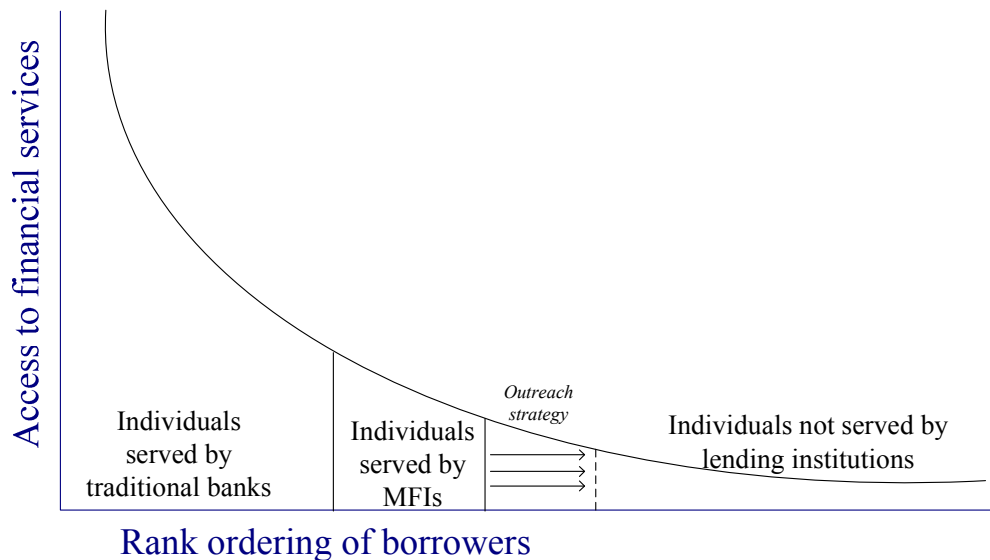 Access to financial services
Outreach
strategy
Individuals
served by
traditional banks
Individuals
served by
MFIs
Individuals not served by
lending institutions
Rank ordering of borrowers